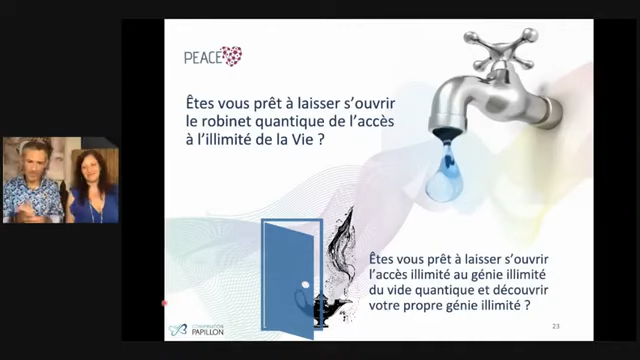 PEACE
Êtes vous prêt à laisser s’ouvrir
le robinet quantique de l’accès
à l’illimité de la Vie ?
Êtes vous prêt à laisser s’ouvrir
l’accès illimité au génie illimité
du vide quantique et découvrir
votre propre génie illimité ?
PAPILLON
23